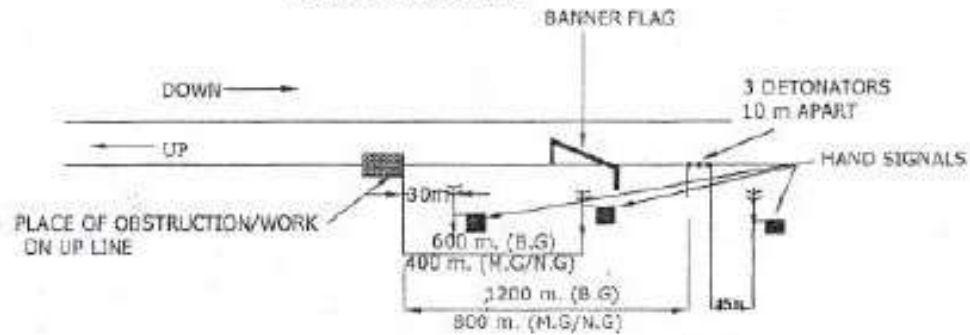 BANNER FLAG
DOWN
3 DETONATORS
10 m APART
UP
HAND SIGNALS
30m
PLACE OF OBSTRUCTION/WORK
ON UP LINE
600 m. (B.G)
400 m. (M.G/N.G)
1200 m. (B.G)
45m.
800 m. (M.G/N.G)